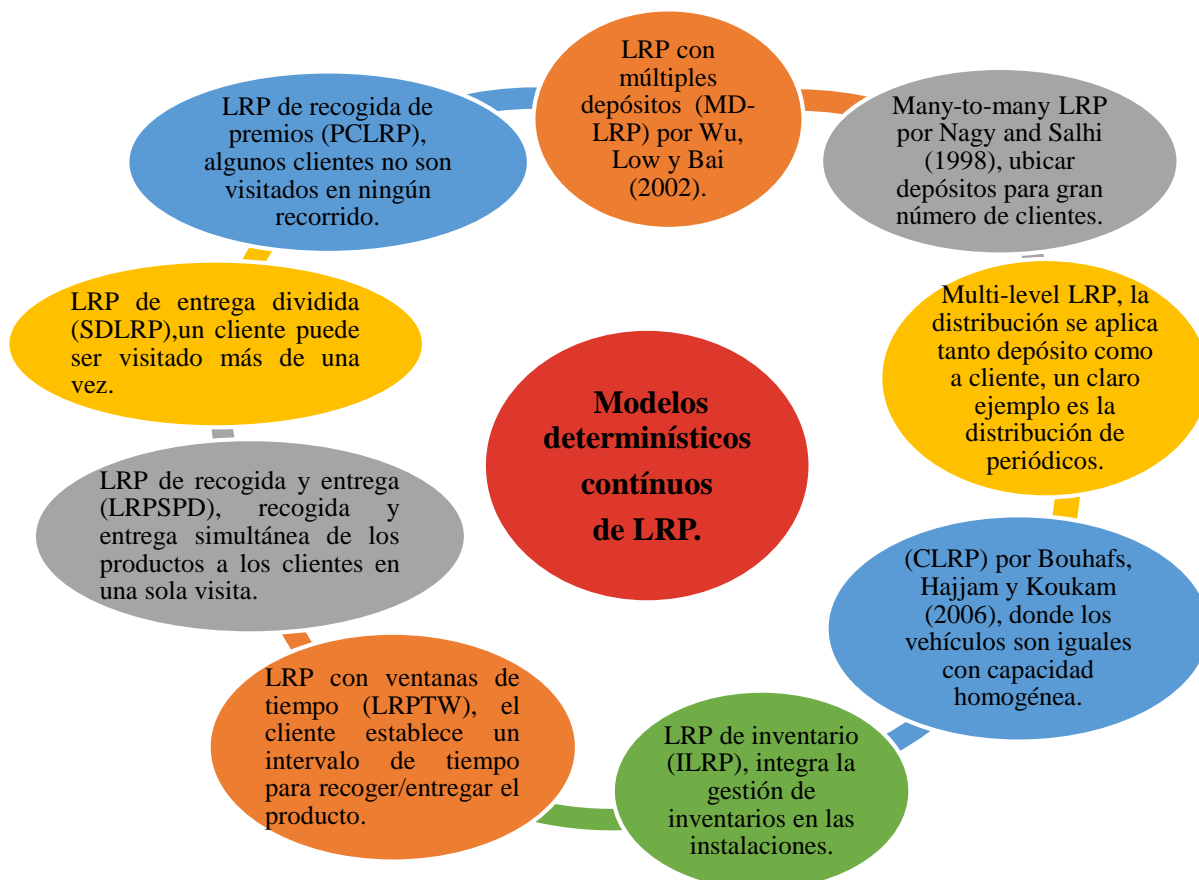 LRP con
múltiples
depósitos (MD-
LRP) por Wu,
Low y Bai
(2002).
Many-to-many LRP
por Nagy and Salhi
(1998), ubicar
depósitos para gran
número de clientes.
Multi-level LRP, la
distribución se aplica
tanto depósito como
a cliente, un claro
ejemplo es la
distribución de
periódicos.
(CLRP) por Bouhafs,
Hajjam y Koukam
(2006), donde los
vehículos son iguales
con capacidad
homogénea.
LRP de inventario
(ILRP), integra la
gestión de
inventarios en las
instalaciones.
LRP con ventanas de
tiempo (LRPTW), el
cliente establece un
intervalo de tiempo
para recoger/entregar el
producto.
LRP de recogida y entrega
(LRPSPD), recogida y
entrega simultánea de los
productos a los clientes en
una sola visita.
LRP de entrega dividida
(SDLRP),un cliente puede
ser visitado más de una
vez.
LRP de recogida de
premios (PCLRP),
algunos clientes no son
visitados en ningún
recorrido.
Modelos
determinísticos
contínuos
de LRP.